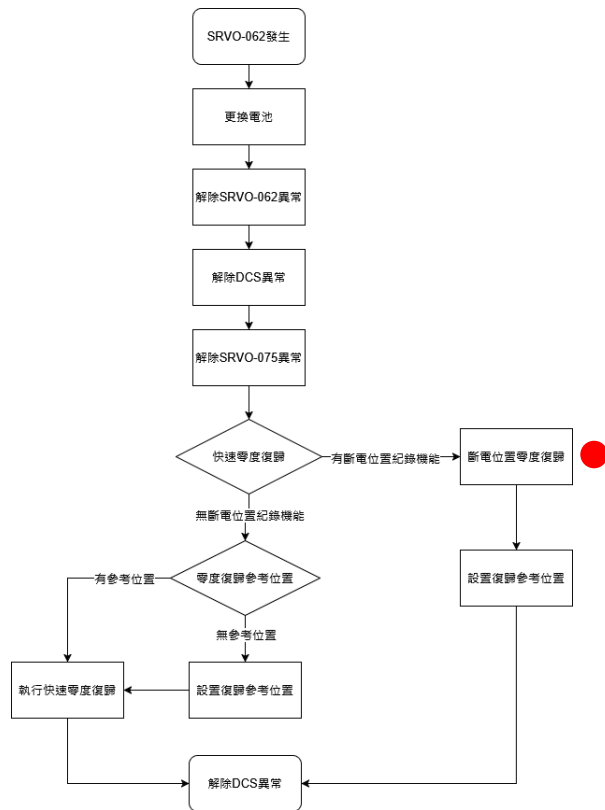 SRVO-062發生
更換電池
解除SRVO-062異常
解除DCS異常
解除SRVO-075異常
快速零度復歸
有斷電位置紀錄機能
斷電位置零度復歸
無斷電位置紀錄機能
零度復歸參考位置
有參考位置
設置復歸參考位置
無參考位置
執行快速零度復歸
設置復歸參考位置
解除DCS異常